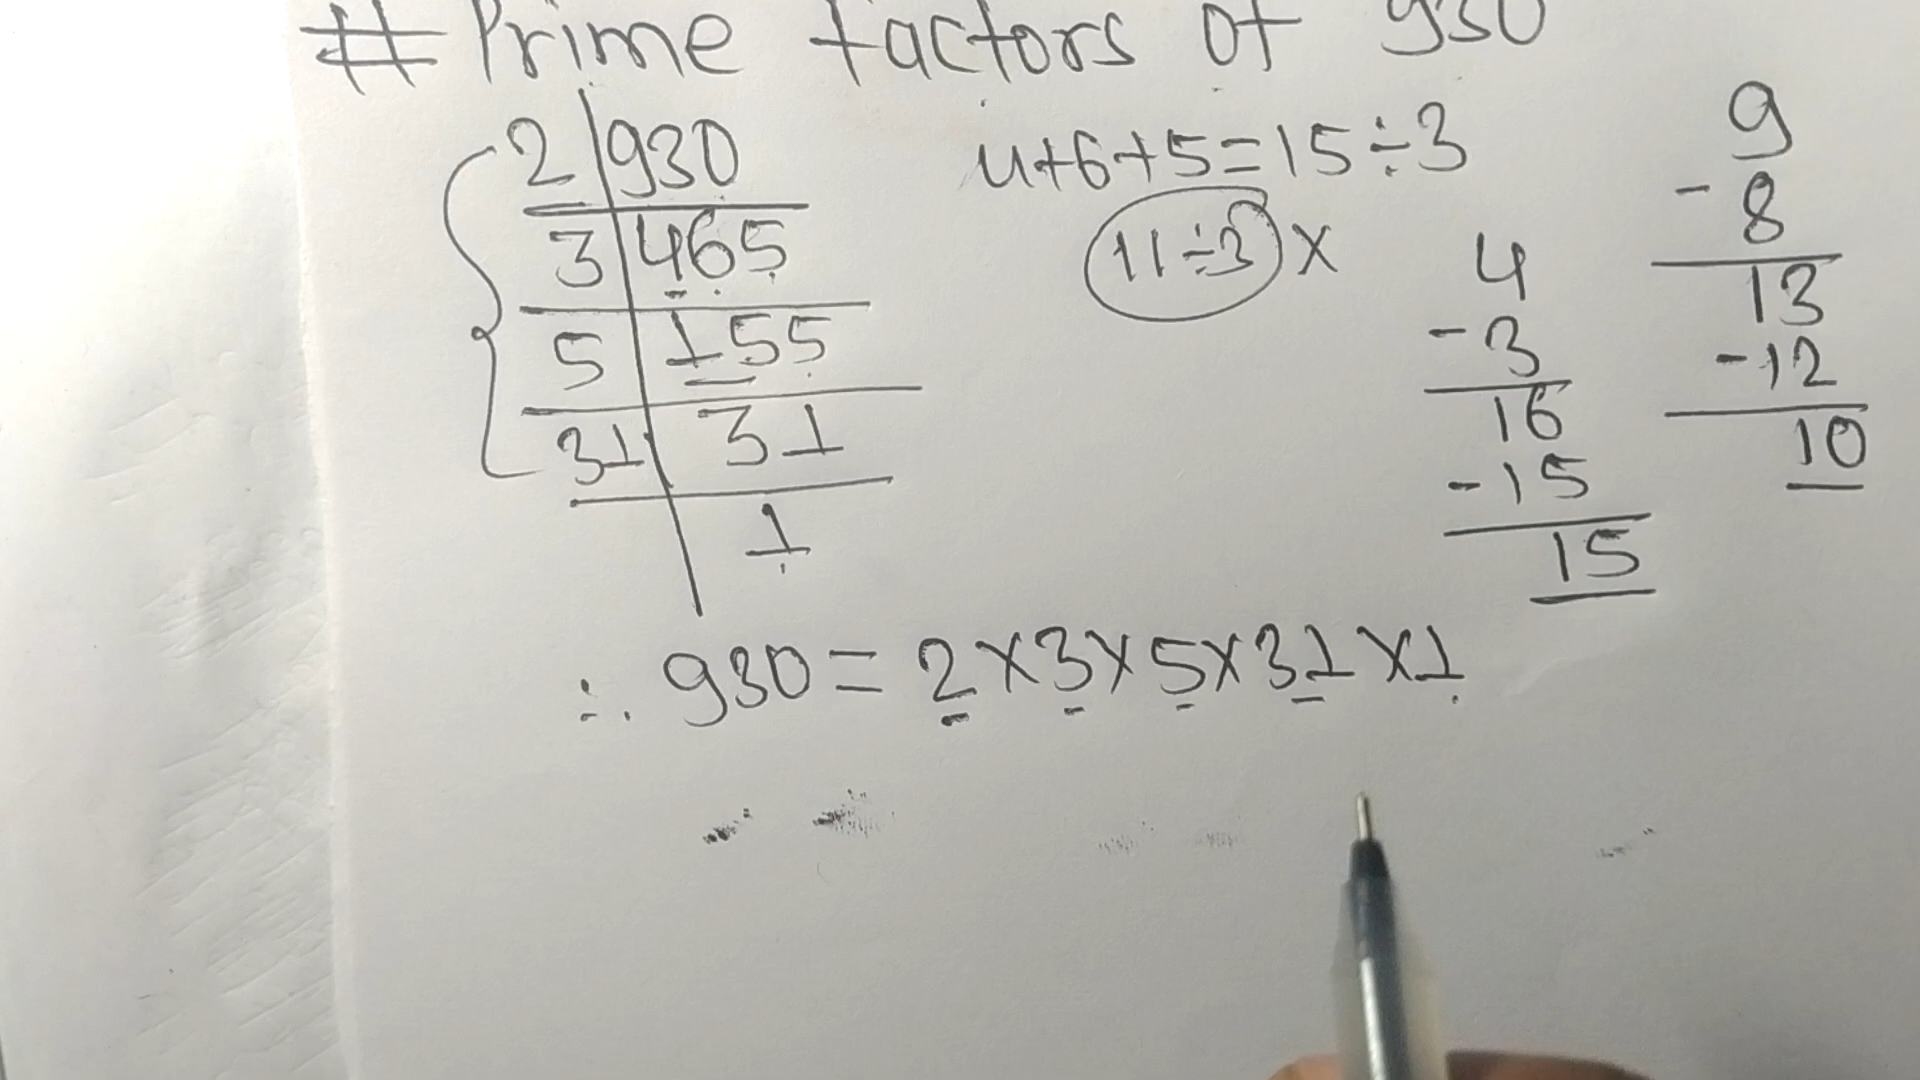 # Prime factors of 930
2 | 930
3 | 465
5 | 155
31 | 31
1
4+6+5=15÷3
11÷3 ×
4
-3
16
-15
15
9
-8
13
-12
10
∴ 930 = 2×3×5×31×1